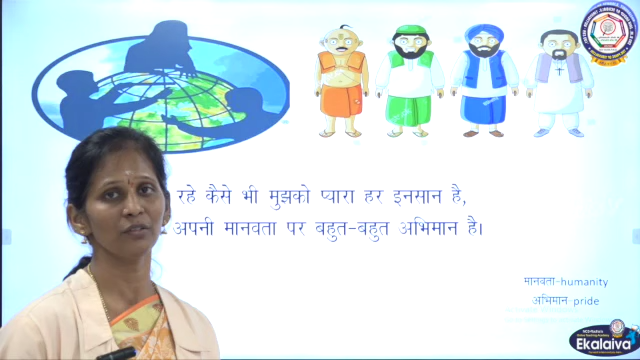 रहे कैसे भी मुझको प्यारा हर इनसान है,
अपनी मानवता पर बहुत-बहुत अभिमान है।
मानवता-humanity
अभिमान-pride
Ekalaiva